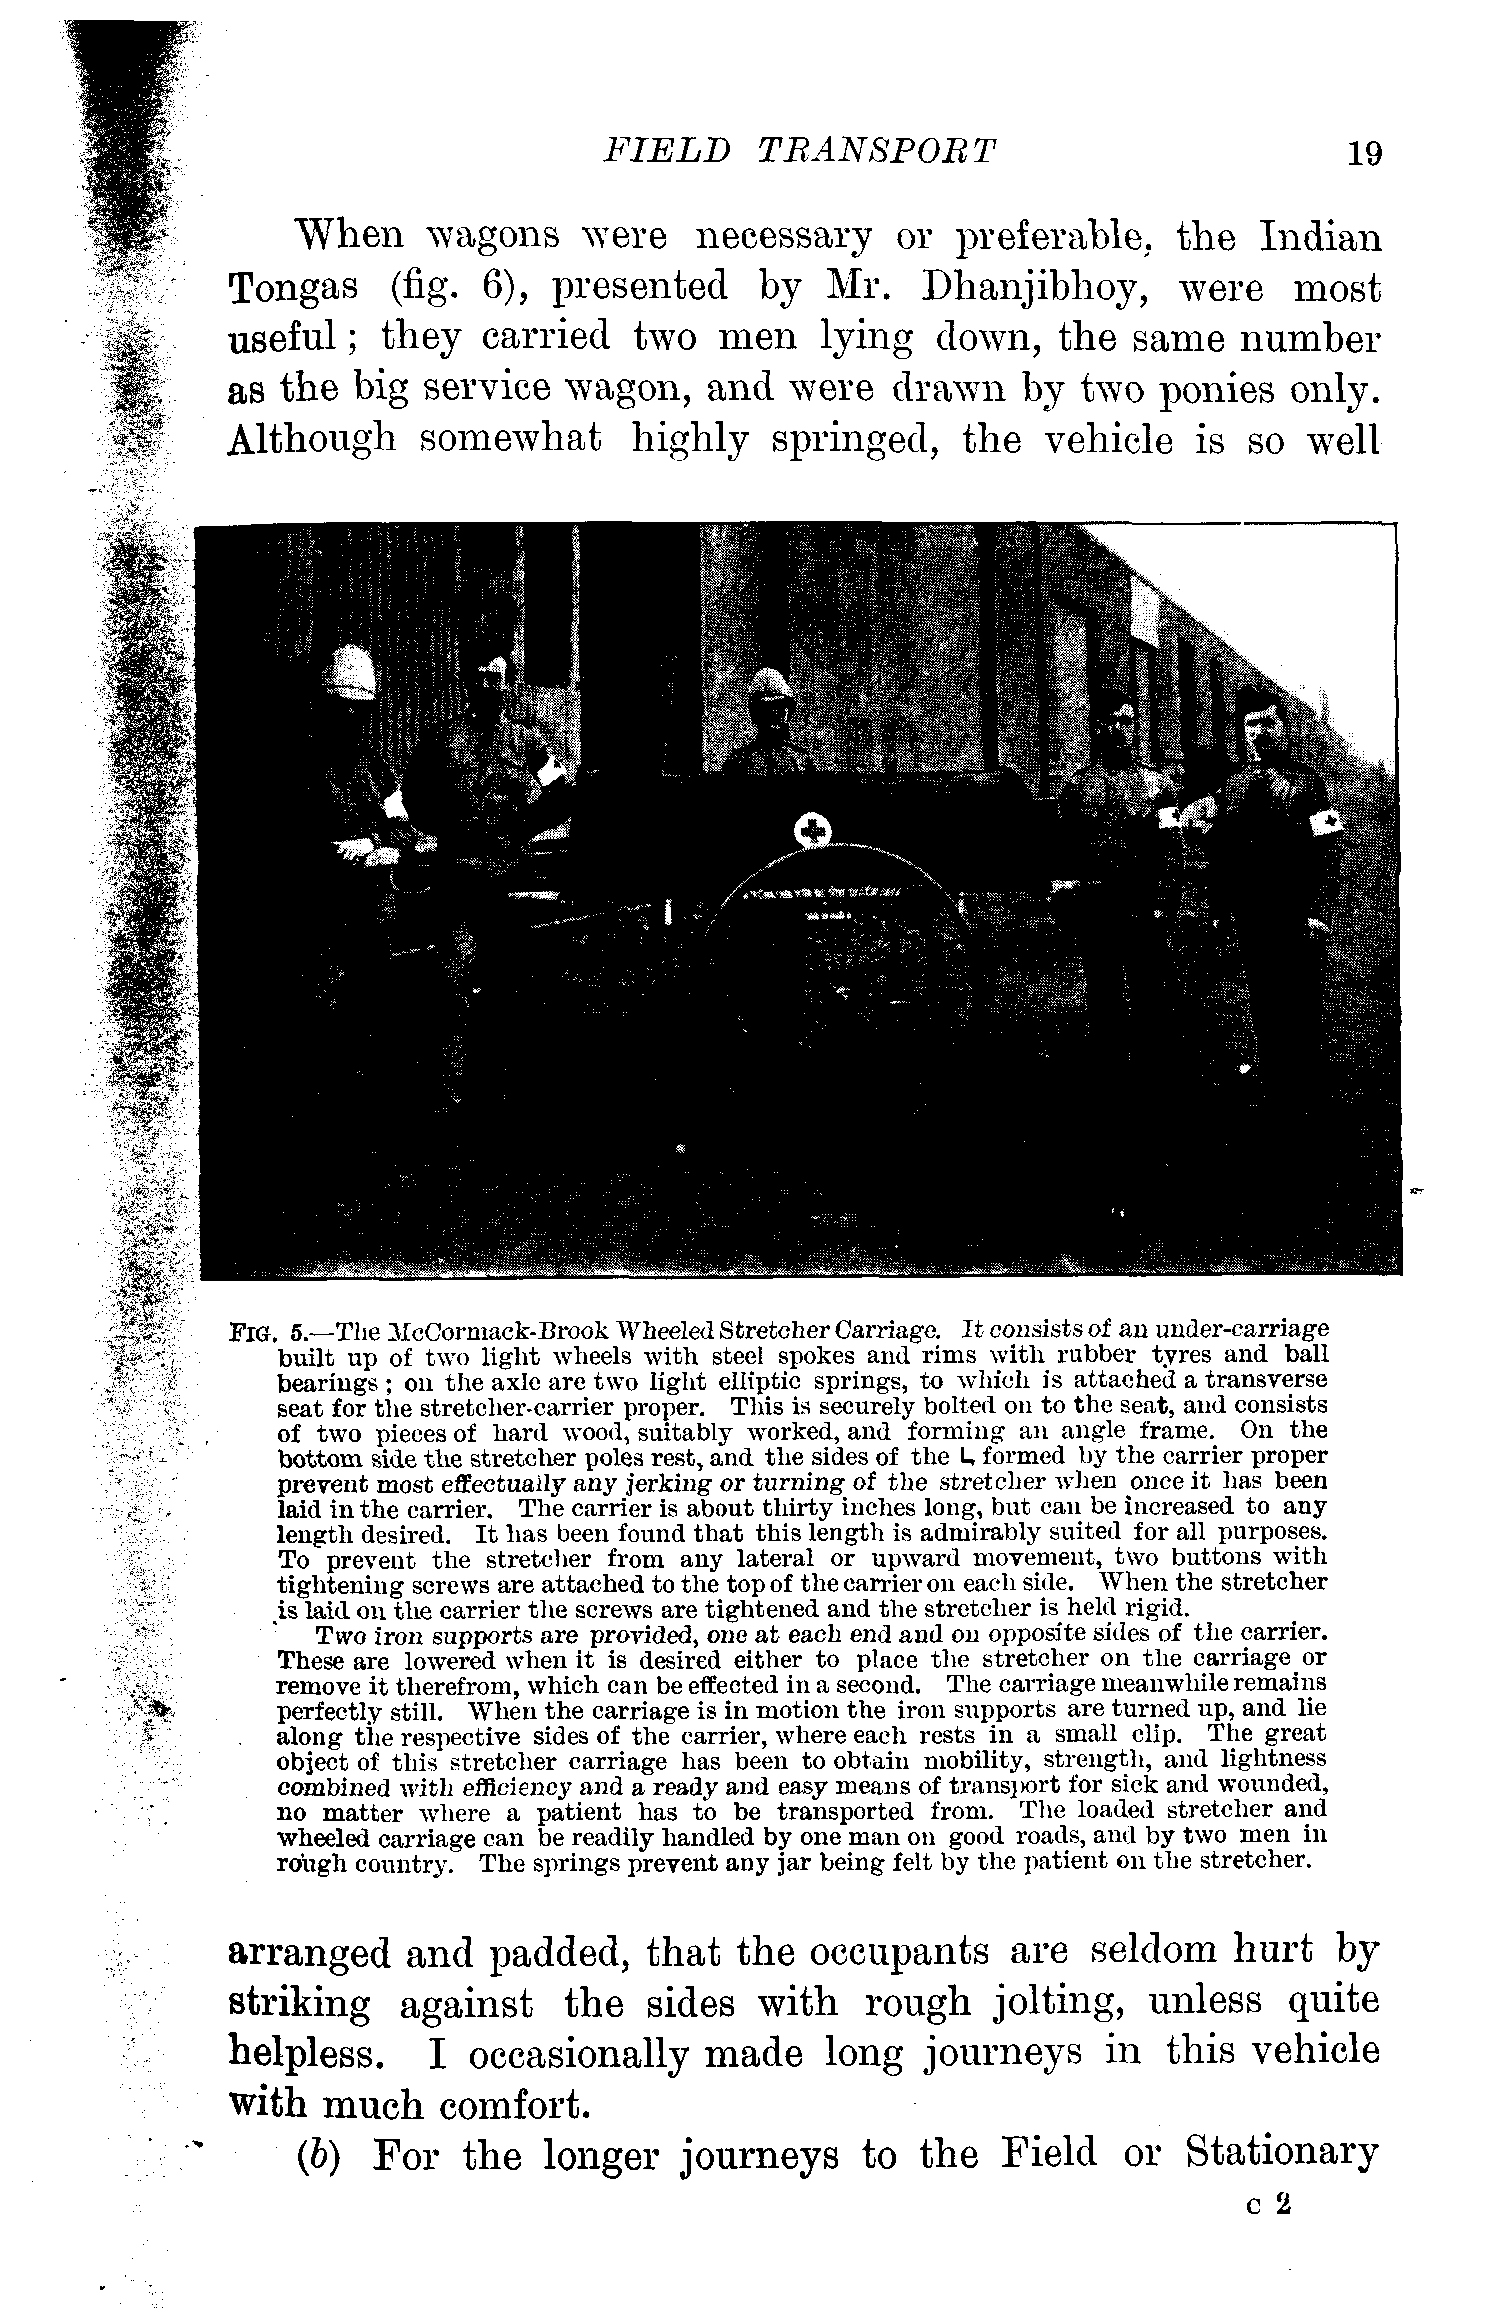 FIELD TRANSPORT 19
When wagons were necessary or preferable, the Indian
Tongas (fig. 6), presented by Mr. Dhanjibhoy, were most
useful ; they carried two men lying down, the same number
as the big service wagon, and were drawn by two ponies only.
Although somewhat highly springed, the vehicle is so well
FIG. 5.—The McCormack-Brook Wheeled Stretcher Carriage. It consists of an under-carriage
built up of two light wheels with steel spokes and rims with rubber tyres and ball
bearings ; on the axle are two light elliptic springs, to which is attached a transverse
seat for the stretcher-carrier proper. This is securely bolted on to the seat, and consists
of two pieces of hard wood, suitably worked, and forming an angle frame. On the
bottom side the stretcher poles rest, and the sides of the L formed by the carrier proper
prevent most effectually any jerking or turning of the stretcher when once it has been
laid in the carrier. The carrier is about thirty inches long, but can be increased to any
length desired. It has been found that this length is admirably suited for all purposes.
To prevent the stretcher from any lateral or upward movement, two buttons with
tightening screws are attached to the top of the carrier on each side. When the stretcher
is laid on the carrier the screws are tightened and the stretcher is held rigid.
Two iron supports are provided, one at each end and on opposite sides of the carrier.
These are lowered when it is desired either to place the stretcher on the carriage or
remove it therefrom, which can be effected in a second. The carriage meanwhile remains
perfectly still. When the carriage is in motion the iron supports are turned up, and lie
along the respective sides of the carrier, where each rests in a small clip. The great
object of this stretcher carriage has been to obtain mobility, strength, and lightness
combined with efficiency and a ready and easy means of transport for sick and wounded,
no matter where a patient has to be transported from. The loaded stretcher and
wheeled carriage can be readily handled by one man on good roads, and by two men in
rough country. The springs prevent any jar being felt by the patient on the stretcher.
arranged and padded, that the occupants are seldom hurt by
striking against the sides with rough jolting, unless quite
helpless. I occasionally made long journeys in this vehicle
with much comfort.
(b) For the longer journeys to the Field or Stationary
C 2